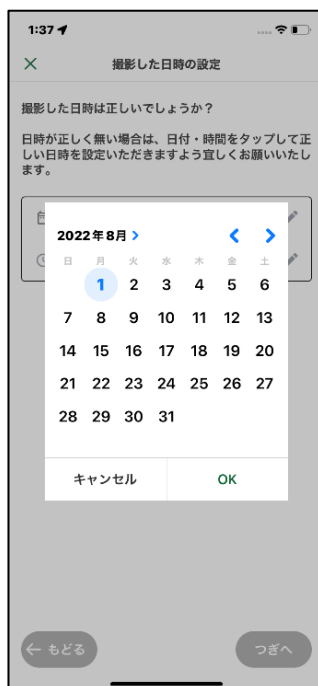 1:37
撮影した日時の設定
撮影した日時は正しいでしょうか？
日時が正しく無い場合は、日付・時間をタップして正
しい日時を設定いただきますよう宜しくお願いいたし
ます。
2022年8月
日 月 火 水 木 金 土
1 2 3 4 5 6
7 8 9 10 11 12 13
14 15 16 17 18 19 20
21 22 23 24 25 26 27
28 29 30 31
キャンセル OK
← もどる つぎへ